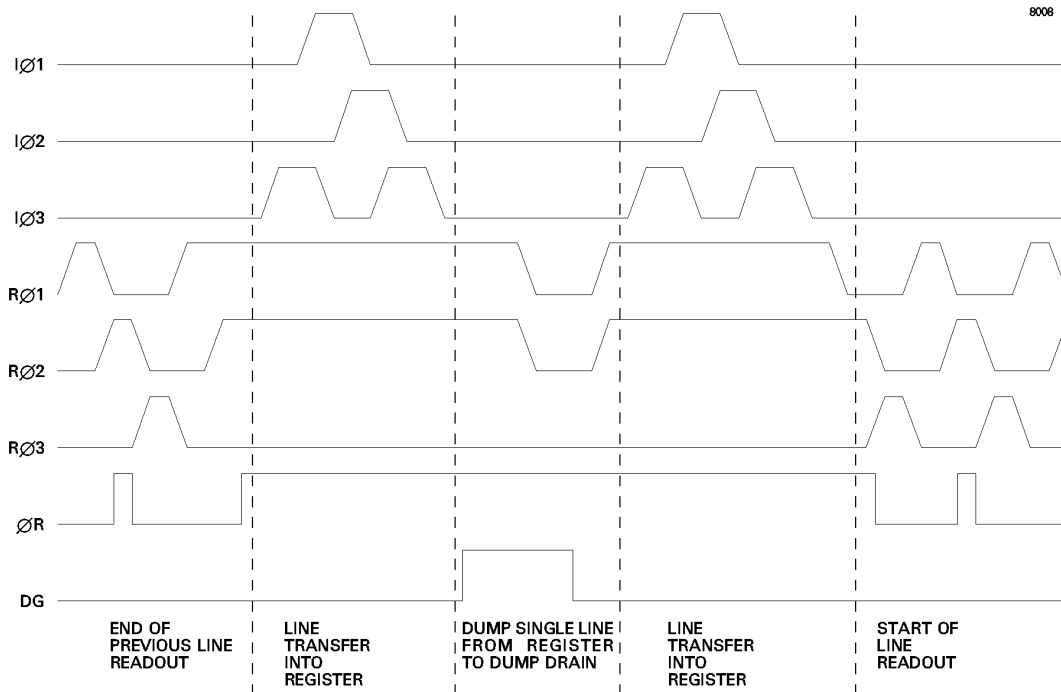 8008
IØ1
IØ2
IØ3
RØ1
RØ2
RØ3
ØR
DG
END OF
PREVIOUS LINE
READOUT
LINE
TRANSFER
INTO
REGISTER
DUMP SINGLE LINE
FROM REGISTER
TO DUMP DRAIN
LINE
TRANSFER
INTO
REGISTER
START OF
LINE
READOUT